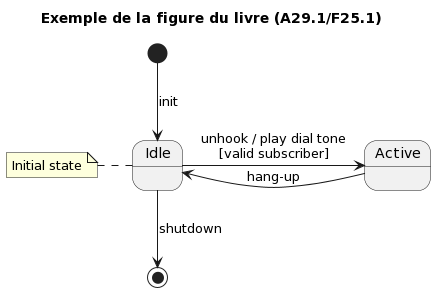 Exemple de la figure du livre (A29.1/F25.1)
init
unhook / play dial tone
[valid subscriber]
Idle
Active
Initial state
hang-up
shutdown